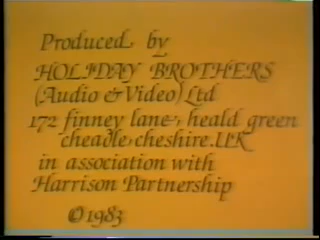 Produced by
HOLIDAY BROTHERS
(Audio & Video) Ltd
172 finney lane, heald green
cheadle, cheshire. UK
in association with
Harrison Partnership
©1983